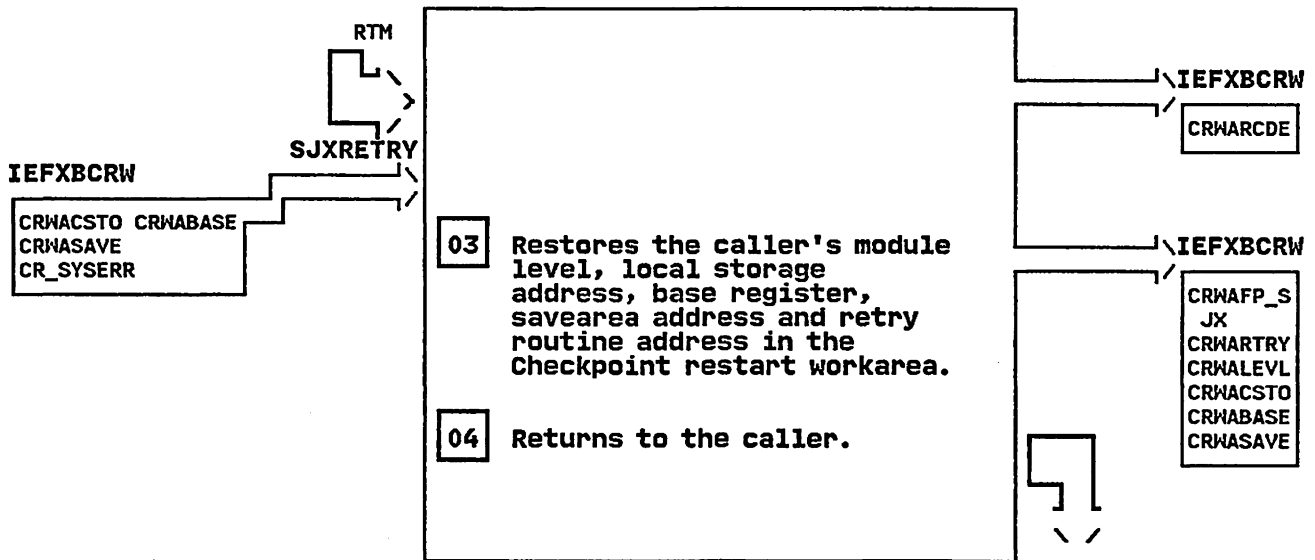 RTM
SJXRETRY
IEFXBCRW
CRWACSTO CRWABASE
CRWASAVE
CR_SYSERR
03 Restores the caller's module
level, local storage
address, base register,
savearea address and retry
routine address in the
Checkpoint restart workarea.
04 Returns to the caller.
IEFXBCRW
CRWARCDE
IEFXBCRW
CRWAFP_S
JX
CRWARTRY
CRWALEVL
CRWACSTO
CRWABASE
CRWASAVE